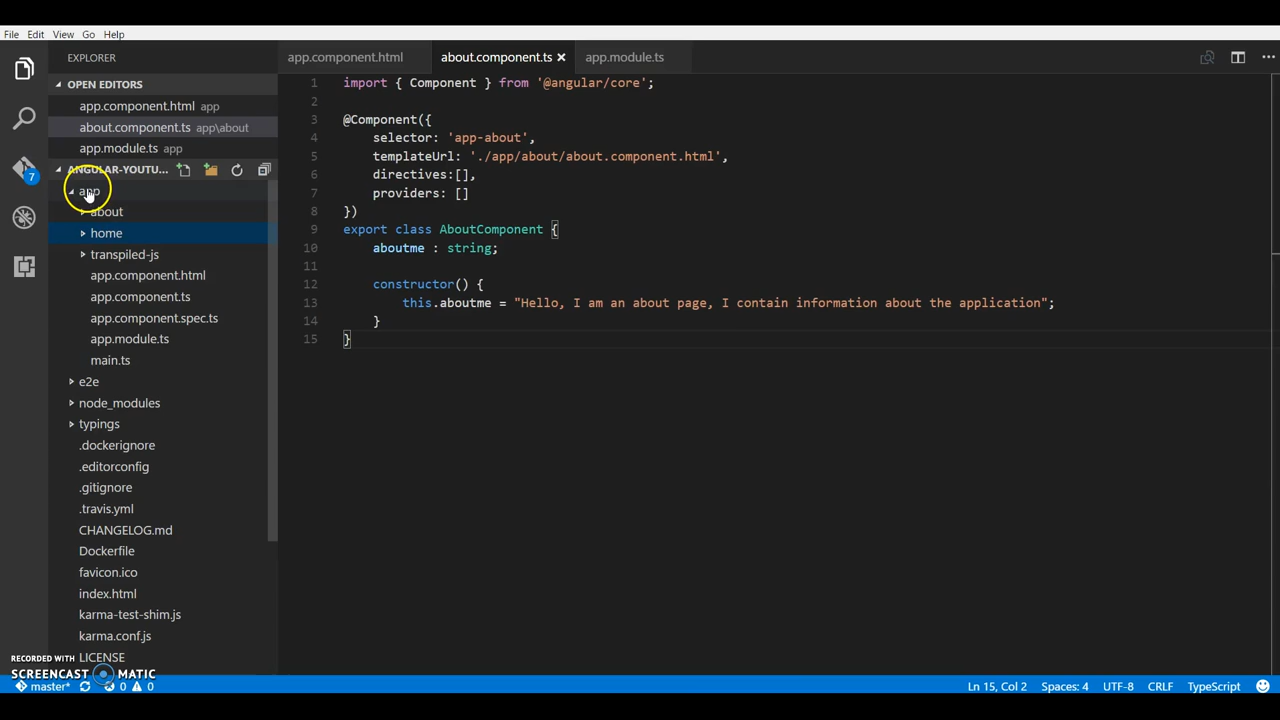 File Edit View Go Help
EXPLORER
OPEN EDITORS
app.component.html app
about.component.ts app\about
app.module.ts app
ANGULAR-YOUTU...
app
about
home
transpiled-js
app.component.html
app.component.ts
app.component.spec.ts
app.module.ts
main.ts
e2e
node_modules
typings
.dockerignore
.editorconfig
.gitignore
.travis.yml
CHANGELOG.md
Dockerfile
favicon.ico
index.html
karma-test-shim.js
karma.conf.js
LICENSE
7
app.component.html about.component.ts app.module.ts
1 import { Component } from '@angular/core';
2
3 @Component({
4 selector: 'app-about',
5 templateUrl: './app/about/about.component.html',
6 directives:[],
7 providers: []
8 })
9 export class AboutComponent {
10 aboutme : string;
11
12 constructor() {
13 this.aboutme = "Hello, I am an about page, I contain information about the application";
14 }
15 }
RECORDED WITH
SCREENCAST MATIC
master* 0 0 Ln 15, Col 2 Spaces: 4 UTF-8 CRLF TypeScript